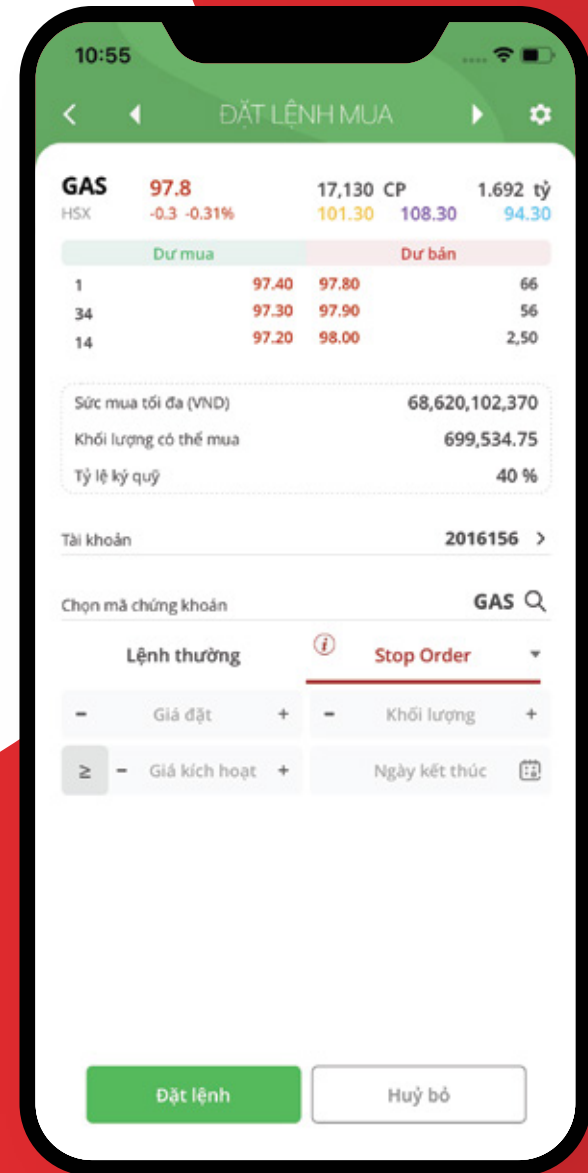 10:55
ĐẶT LỆNH MUA
GAS 97.8 17,130 CP 1.692 tỷ
HSX -0.3 -0.31% 101.30 108.30 94.30
Dư mua Dư bán
1 97.40 97.80 66
34 97.30 97.90 56
14 97.20 98.00 2,50
Sức mua tối đa (VND) 68,620,102,370
Khối lượng có thể mua 699,534.75
Tỷ lệ ký quỹ 40 %
Tài khoản 2016156 >
Chọn mã chứng khoán GAS
Lệnh thường i Stop Order
- Giá đặt + - Khối lượng +
≥ - Giá kích hoạt + Ngày kết thúc
Đặt lệnh Huỷ bỏ